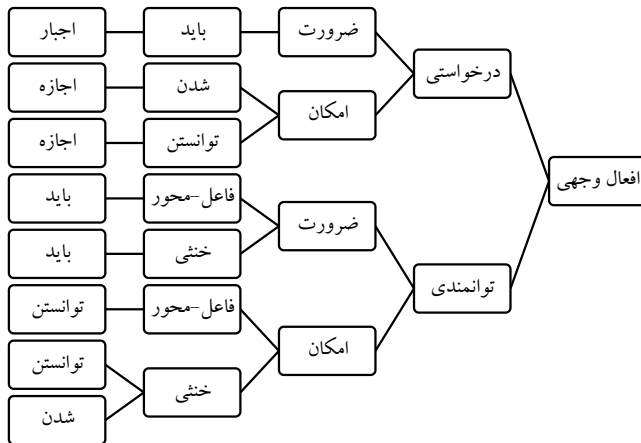 ضرورت باید اجبار
درخواستی
امکان شدن اجازه
توانستن اجازه
افعال وجهی
ضرورت فاعل-محور باید
خنثی باید
توانمندی
امکان فاعل-محور توانستن
خنثی توانستن
شدن